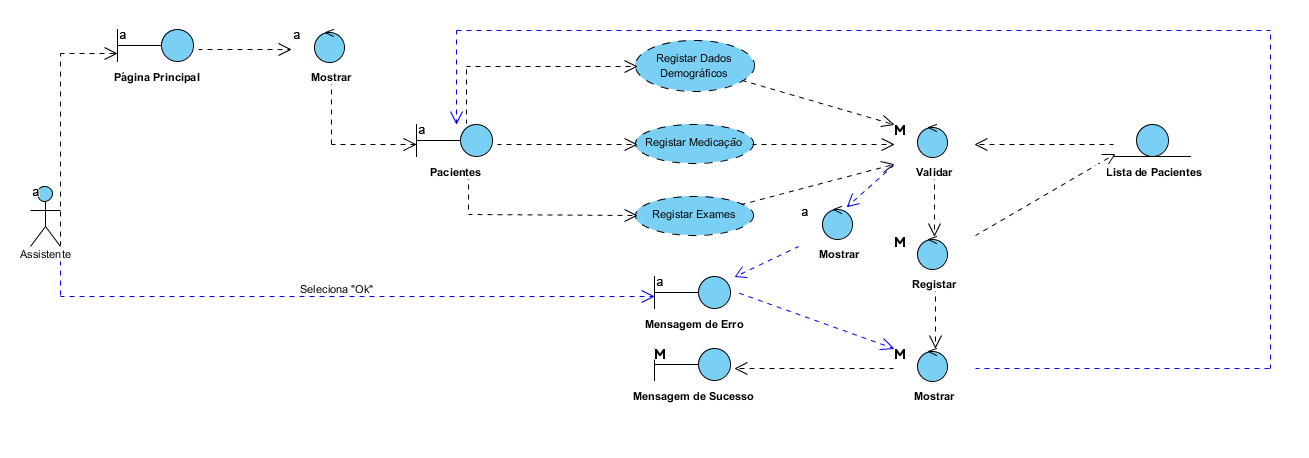 a
Página Principal
a
Mostrar
Registar Dados
Demográficos
a
Pacientes
Registar Medicação
M
Validar
Lista de Pacientes
a
Assistente
Registar Exames
a
Mostrar
M
Registar
Seleciona "Ok"
a
Mensagem de Erro
M
Mensagem de Sucesso
M
Mostrar